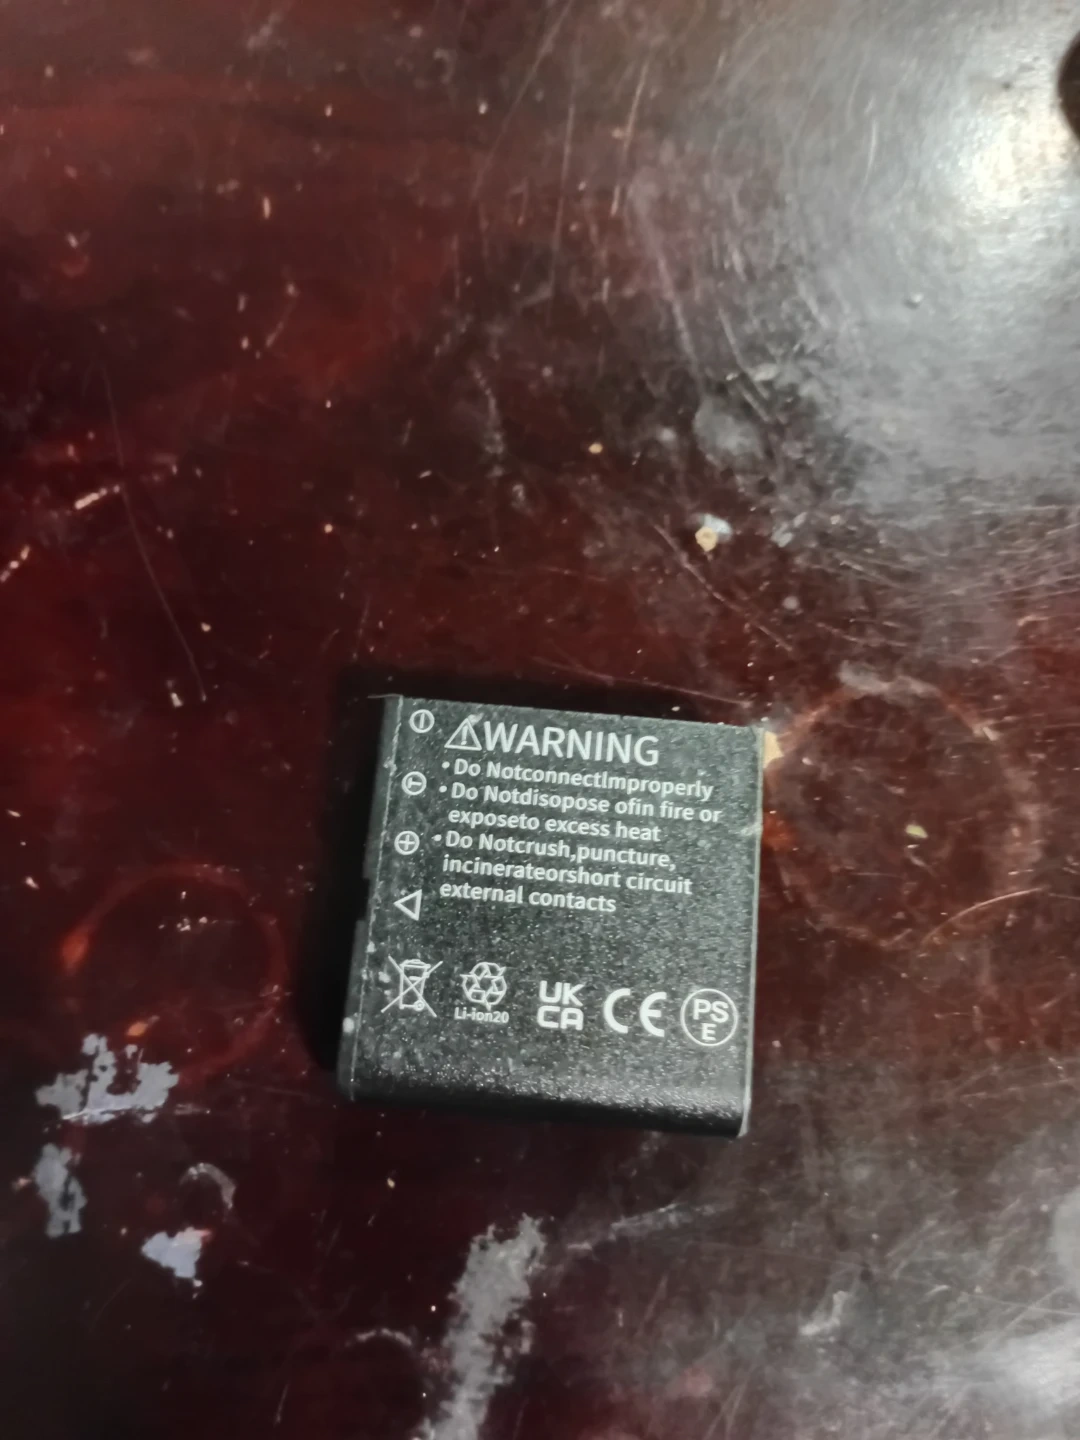 WARNING
• Do NotconnectImproperly
• Do Notdisopose ofin fire or
exposeto excess heat
• Do Notcrush,puncture,
incinerateorshort circuit
external contacts
Li-ion20
UK
CA
CE
PS
E